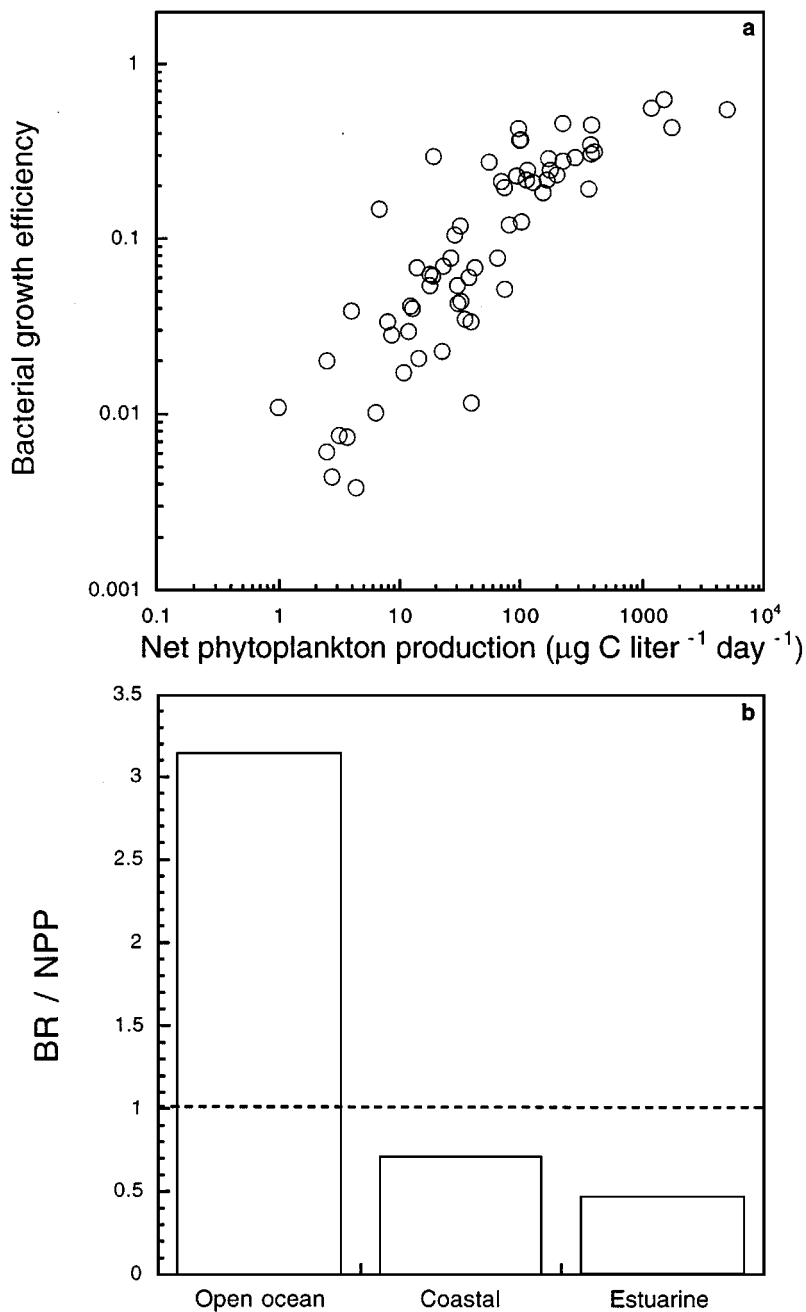 a
1
0.1
0.01
0.001
Bacterial growth efficiency
0.1 1 10 100 1000 10⁴
Net phytoplankton production (μg C liter ⁻¹ day ⁻¹)
b
3.5
3
2.5
2
1.5
1
0.5
0
BR / NPP
Open ocean Coastal Estuarine